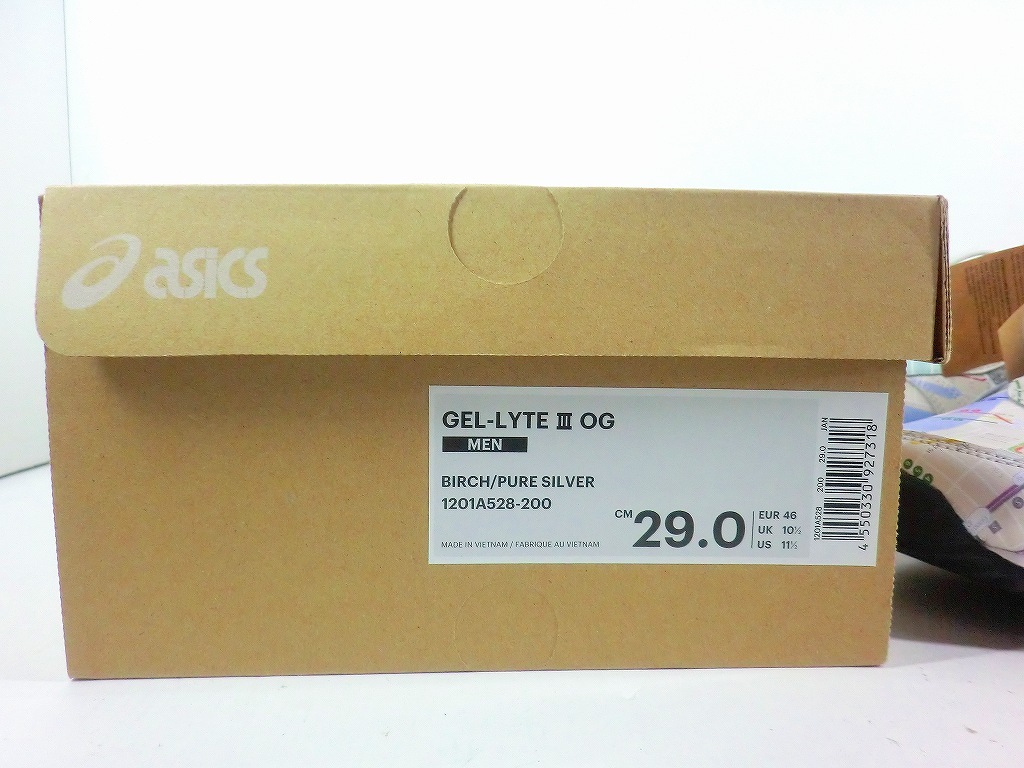 asics
GEL-LYTE III OG
MEN
BIRCH/PURE SILVER
1201A528-200
MADE IN VIETNAM / FABRIQUE AU VIETNAM
CM 29.0
EUR 46
UK 10½
US 11½
1201A528 200 29.0 JAN
4 550330 927318